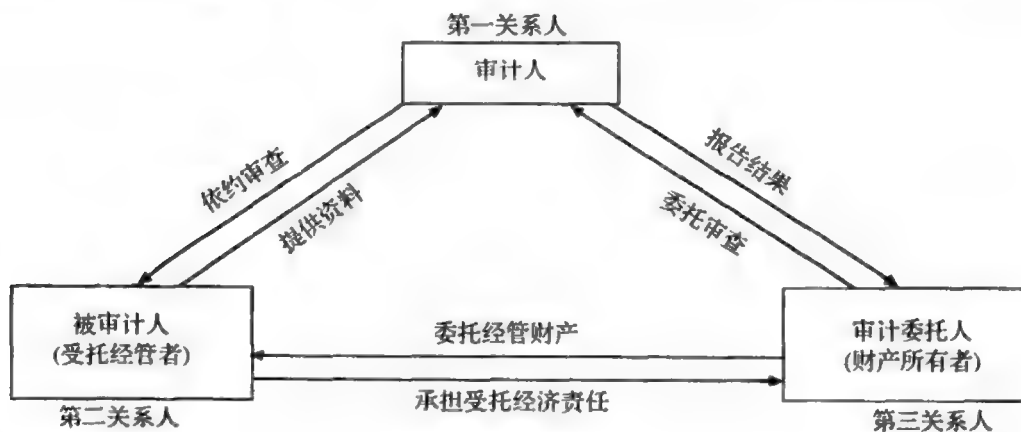 第一关系人
审计人
依约审查
提供资料
报告结果
委托审查
被审计人
(受托经管者)
委托经管财产
审计委托人
(财产所有者)
承担受托经济责任
第二关系人
第三关系人